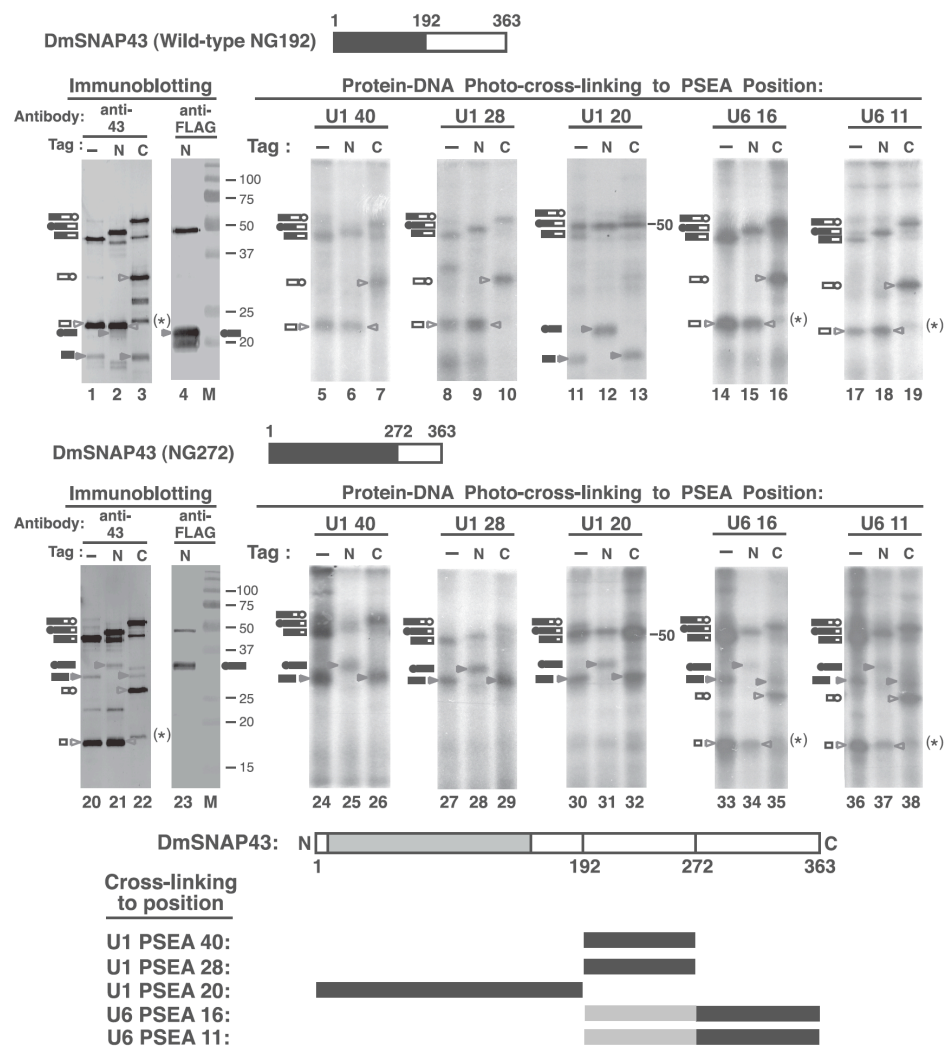 1 192 363
DmSNAP43 (Wild-type NG192)
Immunoblotting Protein-DNA Photo-cross-linking to PSEA Position:
Antibody: anti-43 anti-FLAG U1 40 U1 28 U1 20 U6 16 U6 11
Tag : – N C N Tag : – N C – N C – N C – N C – N C
– 100
– 75
– 50
– 37
– 25
– 20
–50
(*)
(*)
(*)
1 2 3 4 M 5 6 7 8 9 10 11 12 13 14 15 16 17 18 19
1 272 363
DmSNAP43 (NG272)
Immunoblotting Protein-DNA Photo-cross-linking to PSEA Position:
Antibody: anti-43 anti-FLAG U1 40 U1 28 U1 20 U6 16 U6 11
Tag : – N C N Tag : – N C – N C – N C – N C – N C
–100
– 75
– 50
– 37
– 25
– 20
– 15
–50
(*)
(*)
(*)
20 21 22 23 M 24 25 26 27 28 29 30 31 32 33 34 35 36 37 38
DmSNAP43: N C
1 192 272 363
Cross-linking
to position
U1 PSEA 40:
U1 PSEA 28:
U1 PSEA 20:
U6 PSEA 16:
U6 PSEA 11: